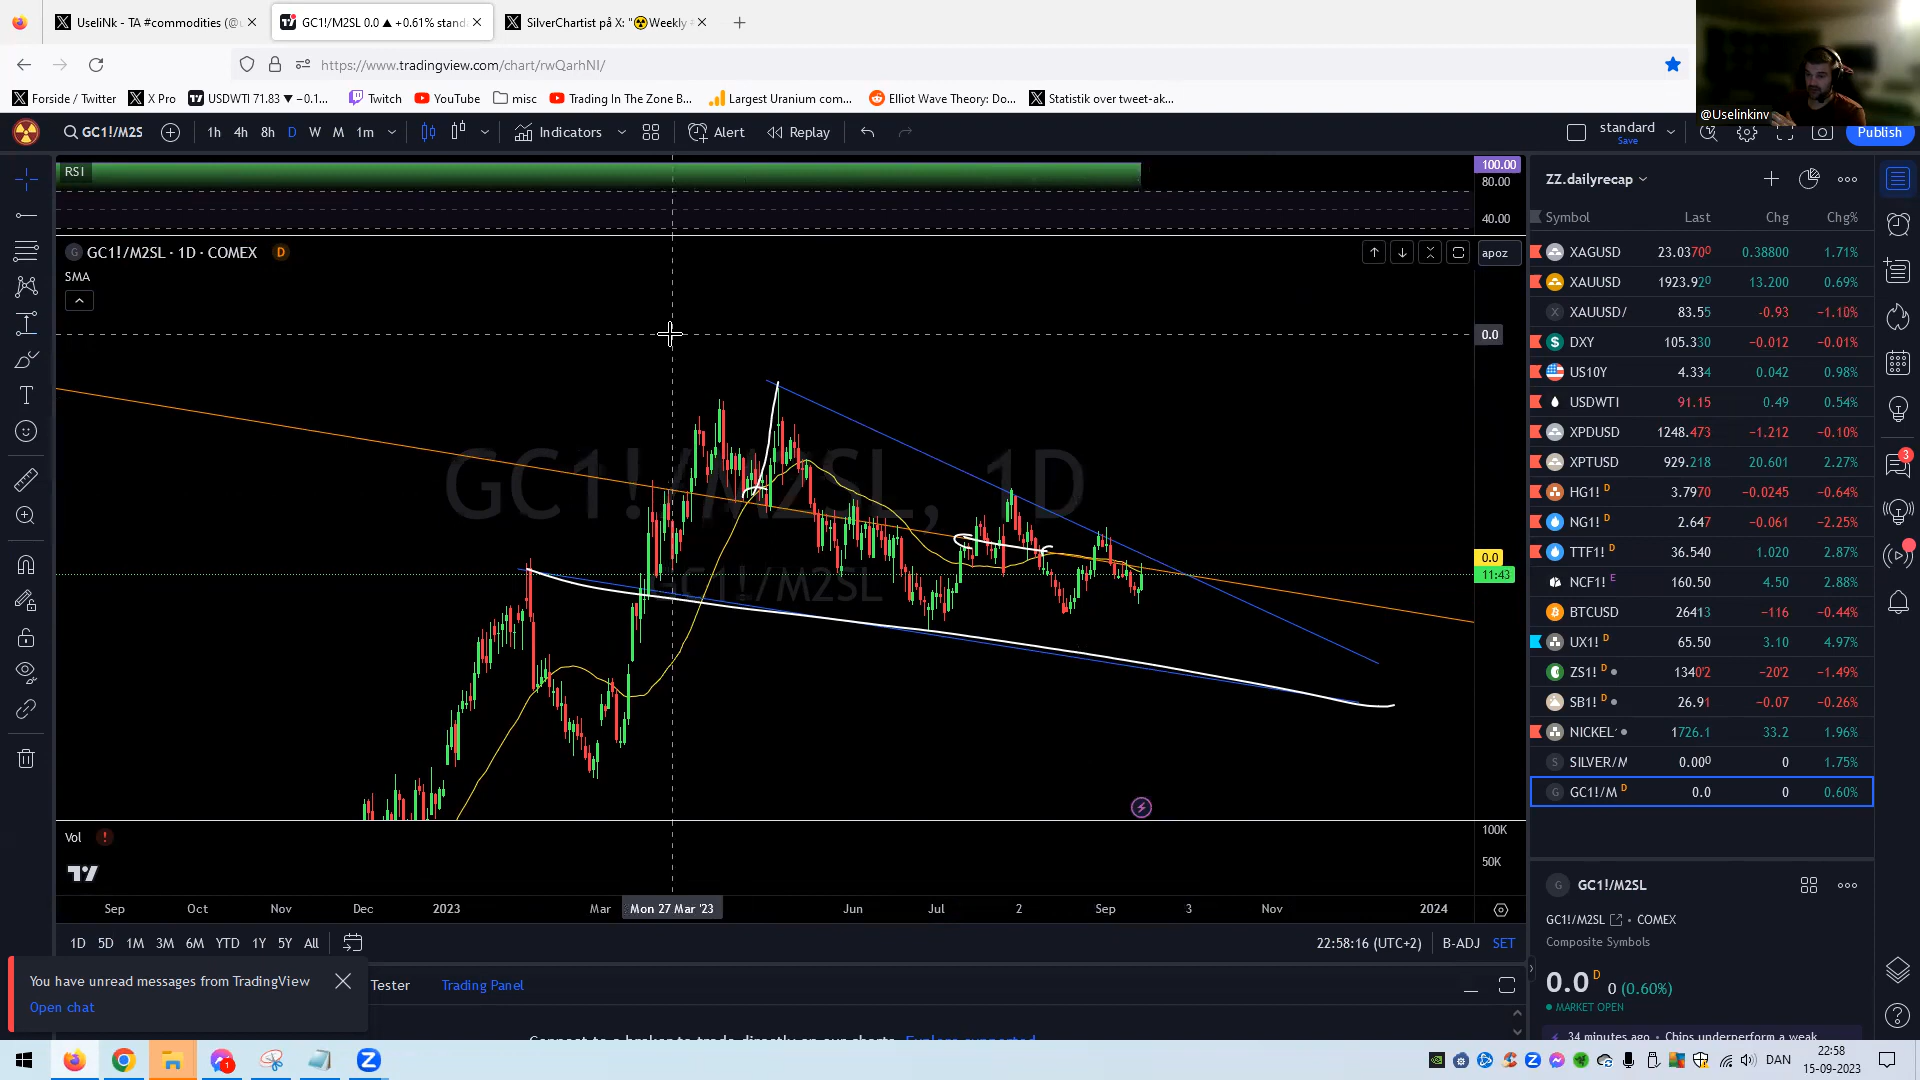 UseliNk - TA #commodities (@u
GC1!/M2SL 0.0 ▲ +0.61% stand
SilverChartist på X: "☢Weekly
@Uselinkinv
https://www.tradingview.com/chart/rwQarhNI/
Forside / Twitter
X Pro
USDWTI 71.83 ▼ −0.1...
Twitch
YouTube
misc
Trading In The Zone B...
Largest Uranium com...
Elliot Wave Theory: Do...
Statistik over tweet-ak...
GC1!/M2S
1h 4h 8h D W M 1m
Indicators
Alert
Replay
standard
Save
Publish
RSI
100.00
80.00
40.00
GC1!/M2SL · 1D · COMEX D
apoz
SMA
0.0
GC1!/M2SL, 1D
GC1!/M2SL
0.0
11:43
Vol
100K
50K
Sep Oct Nov Dec 2023 Mar Mon 27 Mar '23 Jun Jul 2 Sep 3 Nov 2024
1D 5D 1M 3M 6M YTD 1Y 5Y All
22:58:16 (UTC+2) B-ADJ SET
ZZ.dailyrecap
Symbol Last Chg Chg%
XAGUSD 23.0370⁰ 0.38800 1.71%
XAUUSD 1923.92⁰ 13.200 0.69%
XAUUSD/ 83.55 -0.93 −1.10%
DXY 105.330 −0.012 −0.01%
US10Y 4.334 0.042 0.98%
USDWTI 91.15 0.49 0.54%
XPDUSD 1248.473 −1.212 −0.10%
XPTUSD 929.218 20.601 2.27%
HG1! D 3.7970 −0.0245 −0.64%
NG1! D 2.647 −0.061 −2.25%
TTF1! D 36.540 1.020 2.87%
NCF1! E 160.50 4.50 2.88%
BTCUSD 26413 −116 −0.44%
UX1! D 65.50 3.10 4.97%
ZS1! D 1340'2 −20'2 −1.49%
SB1! D 26.91 −0.07 −0.26%
NICKEL 1726.1 33.2 1.96%
SILVER/M 0.00⁰ 0 1.75%
GC1!/M D 0.0 0 0.60%
GC1!/M2SL
GC1!/M2SL • COMEX
Composite Symbols
0.0 D 0 (0.60%)
MARKET OPEN
34 minutes ago • Chips underperform a weak
3
You have unread messages from TradingView
Open chat
Tester
Trading Panel
DAN
22:58
15-09-2023